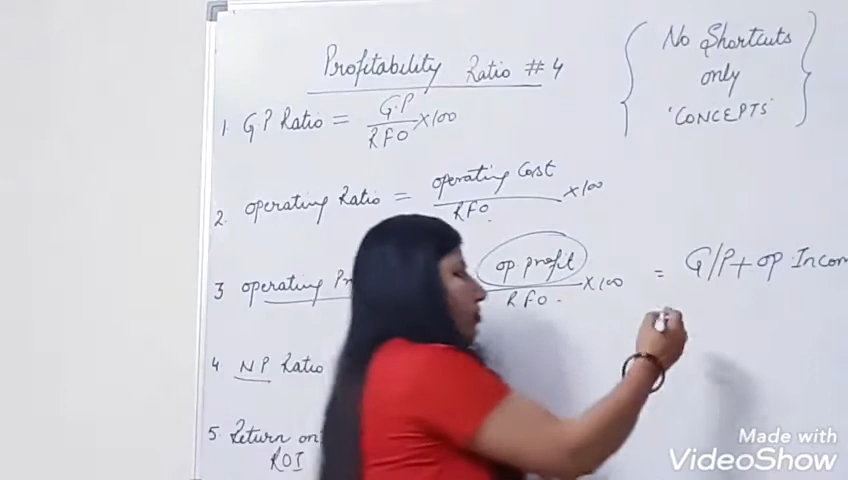 Profitability Ratio #4
1. G.P Ratio = G.P / RFO ×100
2. operating Ratio = operating Cost / RFO. ×100
3 operating Pr op profit / RFO. ×100 = G/P + op. Incom
4 NP Ratio
5. Return on
ROI
{ No Shortcuts
only
'CONCEPTS' }
Made with
VideoShow